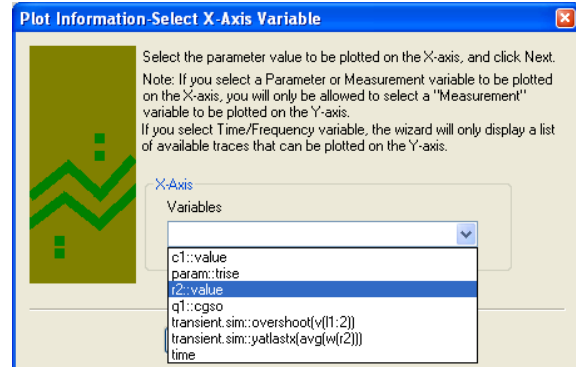 Plot Information-Select X-Axis Variable
Select the parameter value to be plotted on the X-axis, and click Next.
Note: If you select a Parameter or Measurement variable to be plotted
on the X-axis, you will only be allowed to select a "Measurement"
variable to be plotted on the Y-axis.
If you select Time/Frequency variable, the wizard will only display a list
of available traces that can be plotted on the Y-axis.
X-Axis
Variables
c1::value
param::trise
r2::value
q1::cgso
transient.sim::overshoot(v(l1:2))
transient.sim::yatlastx(avg(w(r2)))
time